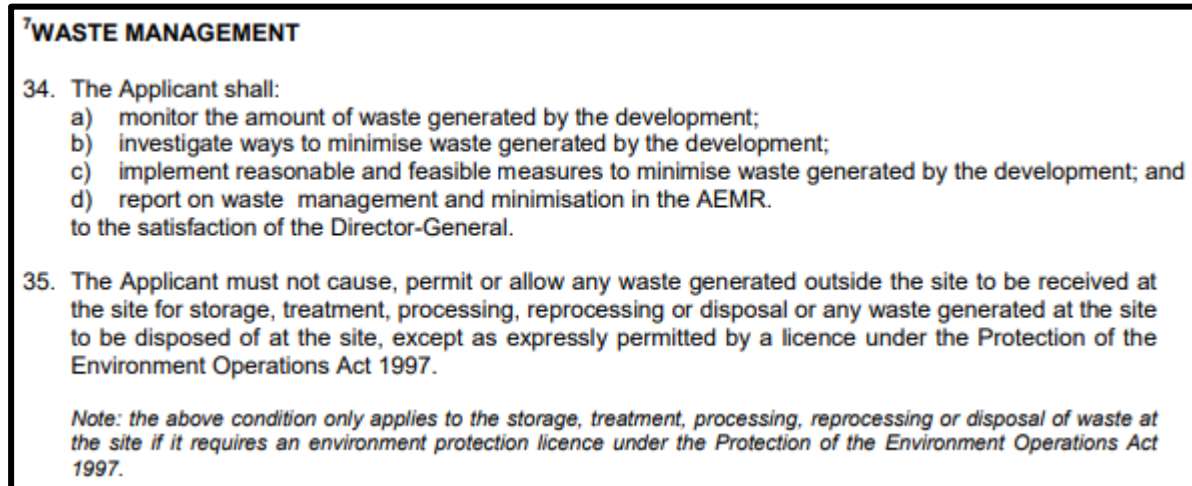 ⁷WASTE MANAGEMENT
34. The Applicant shall:
a) monitor the amount of waste generated by the development;
b) investigate ways to minimise waste generated by the development;
c) implement reasonable and feasible measures to minimise waste generated by the development; and
d) report on waste management and minimisation in the AEMR.
to the satisfaction of the Director-General.
35. The Applicant must not cause, permit or allow any waste generated outside the site to be received at
the site for storage, treatment, processing, reprocessing or disposal or any waste generated at the site
to be disposed of at the site, except as expressly permitted by a licence under the Protection of the
Environment Operations Act 1997.
Note: the above condition only applies to the storage, treatment, processing, reprocessing or disposal of waste at
the site if it requires an environment protection licence under the Protection of the Environment Operations Act
1997.